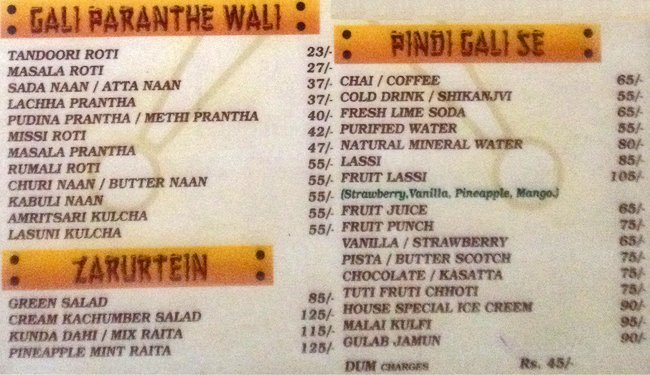 GALI PARANTHE WALI
TANDOORI ROTI 23/-
MASALA ROTI 27/-
SADA NAAN / ATTA NAAN 37/-
LACHHA PRANTHA 37/-
PUDINA PRANTHA / METHI PRANTHA 40/-
MISSI ROTI 42/-
MASALA PRANTHA 47/-
RUMALI ROTI 55/-
CHURI NAAN / BUTTER NAAN 55/-
KABULI NAAN 55/-
AMRITSARI KULCHA 55/-
LASUNI KULCHA 55/-
ZARURTEIN
GREEN SALAD 85/-
CREAM KACHUMBER SALAD 125/-
KUNDA DAHI / MIX RAITA 115/-
PINEAPPLE MINT RAITA 125/-
PINDI GALI SE
CHAI / COFFEE 65/-
COLD DRINK / SHIKANJVI 55/-
FRESH LIME SODA 65/-
PURIFIED WATER 55/-
NATURAL MINERAL WATER 80/-
LASSI 85/-
FRUIT LASSI 105/-
(Strawberry,Vanilla, Pineapple, Mango.)
FRUIT JUICE 65/-
FRUIT PUNCH 75/-
VANILLA / STRAWBERRY 65/-
PISTA / BUTTER SCOTCH 75/-
CHOCOLATE / KASATTA 75/-
TUTI FRUTI CHHOTI 75/-
HOUSE SPECIAL ICE CREEM 90/-
MALAI KULFI 95/-
GULAB JAMUN 90/-
DUM CHARGES Rs. 45/-